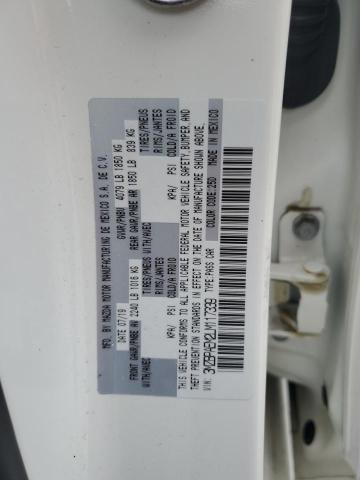 MFD. BY MAZDA MOTOR MANUFACTURING DE MEXICO S.A. DE C.V.
DATE 07/19 GVWR/PNBV 4079 LB 1850 KG
FRONT GAWR/PNBE AV 2240 LB 1016 KG REAR GAWR/PNBE AR 1850 LB 839 KG
WITH/AVEC TIRES/PNEUS WITH/AVEC TIRES/PNEUS
RIMS/JANTES RIMS/JANTES
KPA/ PSI COLD/A FROID KPA/ PSI COLD/A FROID
THIS VEHICLE CONFORMS TO ALL APPLICABLE FEDERAL MOTOR VEHICLE SAFETY, BUMPER AND
THEFT PREVENTION STANDARDS IN EFFECT ON THE DATE OF MANUFACTURE SHOWN ABOVE.
TYPE:PASS CAR COLOR CODE: 25D MADE IN MEXICO
VIN: